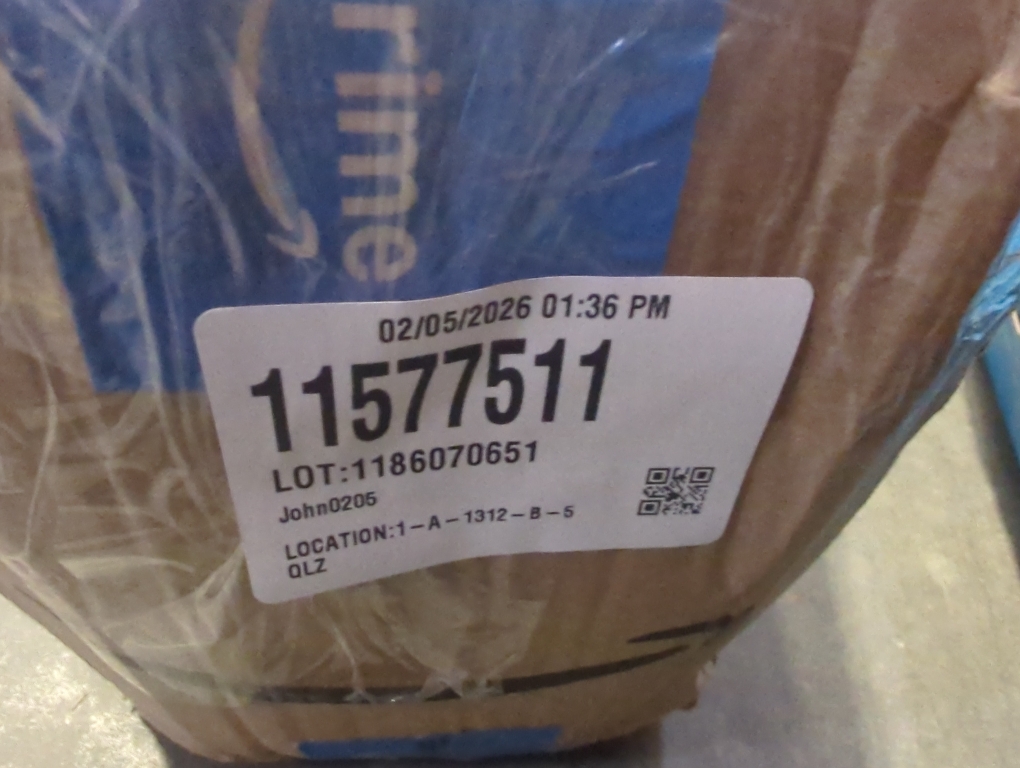 rime
02/05/2026 01:36 PM
11577511
LOT:1186070651
John0205
LOCATION:1-A-1312-B-5
QLZ